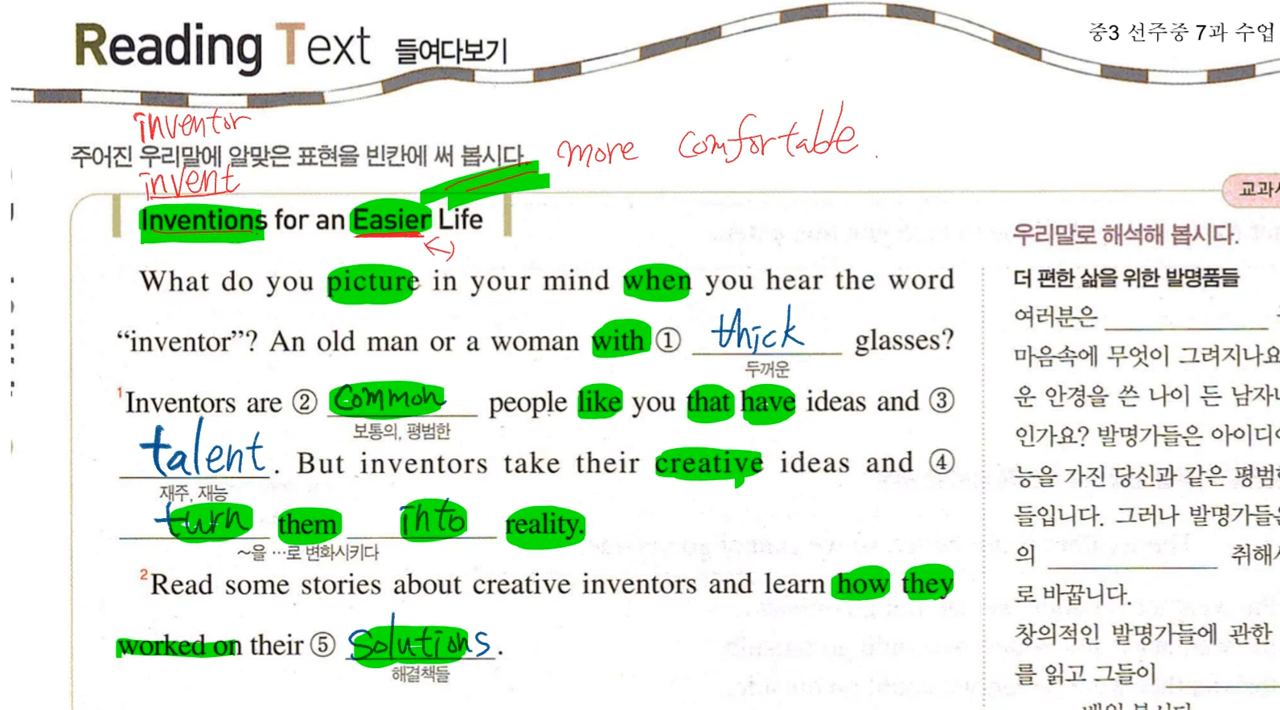 Reading Text 들여다보기
중3 선주중 7과 수업
inventor
주어진 우리말에 알맞은 표현을 빈칸에 써 봅시다.
more comfortable.
invent
Inventions for an Easier Life
What do you picture in your mind when you hear the word
“inventor”? An old man or a woman with ① thick glasses?
두꺼운
1 Inventors are ② common people like you that have ideas and ③
보통의, 평범한
talent. But inventors take their creative ideas and ④
재주, 재능
turn them into reality.
~을 …로 변화시키다
2 Read some stories about creative inventors and learn how they
worked on their ⑤ solutions.
해결책들
교과서
우리말로 해석해 봅시다.
더 편한 삶을 위한 발명품들
여러분은
마음속에 무엇이 그려지나요
운 안경을 쓴 나이 든 남자
인가요? 발명가들은 아이디
능을 가진 당신과 같은 평범
들입니다. 그러나 발명가들
의 취해
로 바꿉니다.
창의적인 발명가들에 관한
를 읽고 그들이